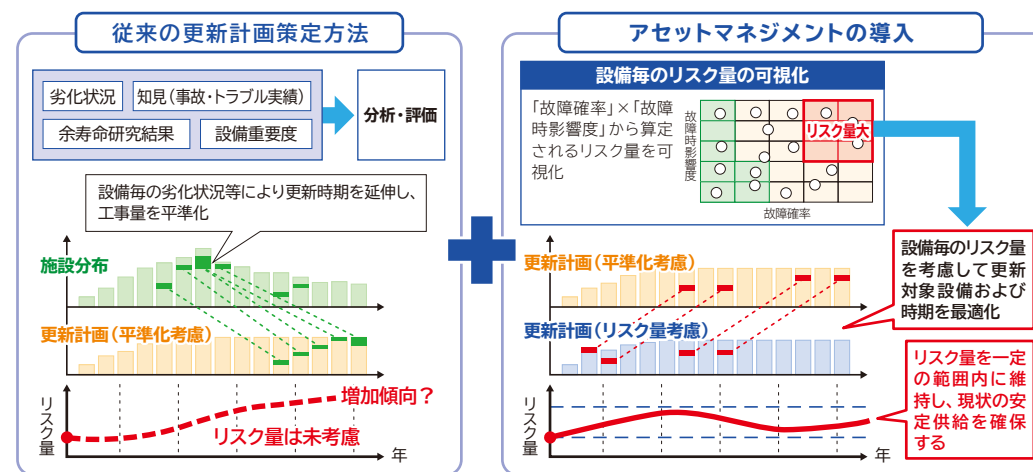 従来の更新計画策定方法
劣化状況
知見(事故・トラブル実績)
余寿命研究結果
設備重要度
分析・評価
設備毎の劣化状況等により更新時期を延伸し、
工事量を平準化
施設分布
更新計画(平準化考慮)
リスク量
増加傾向？
リスク量は未考慮
年
アセットマネジメントの導入
設備毎のリスク量の可視化
「故障確率」×「故障
時影響度」から算定
されるリスク量を可
視化
故障時影響度
リスク量大
故障確率
設備毎のリスク量
を考慮して更新
対象設備および
時期を最適化
更新計画(平準化考慮)
更新計画(リスク量考慮)
リスク量
年
リスク量を一定
の範囲内に維
持し、現状の安
定供給を確保
する